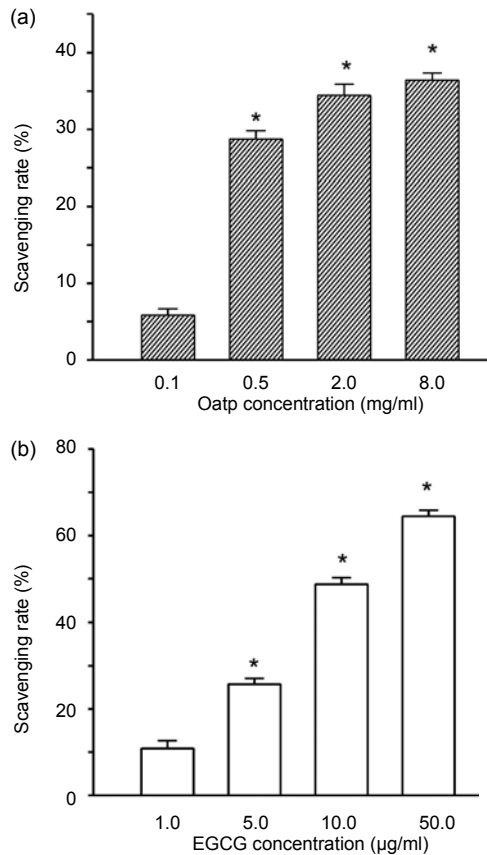 (a)
40
30
20
10
0
Scavenging rate (%)
*
*
*
0.1 0.5 2.0 8.0
Oatp concentration (mg/ml)
(b)
80
60
40
20
0
Scavenging rate (%)
*
*
*
1.0 5.0 10.0 50.0
EGCG concentration (μg/ml)